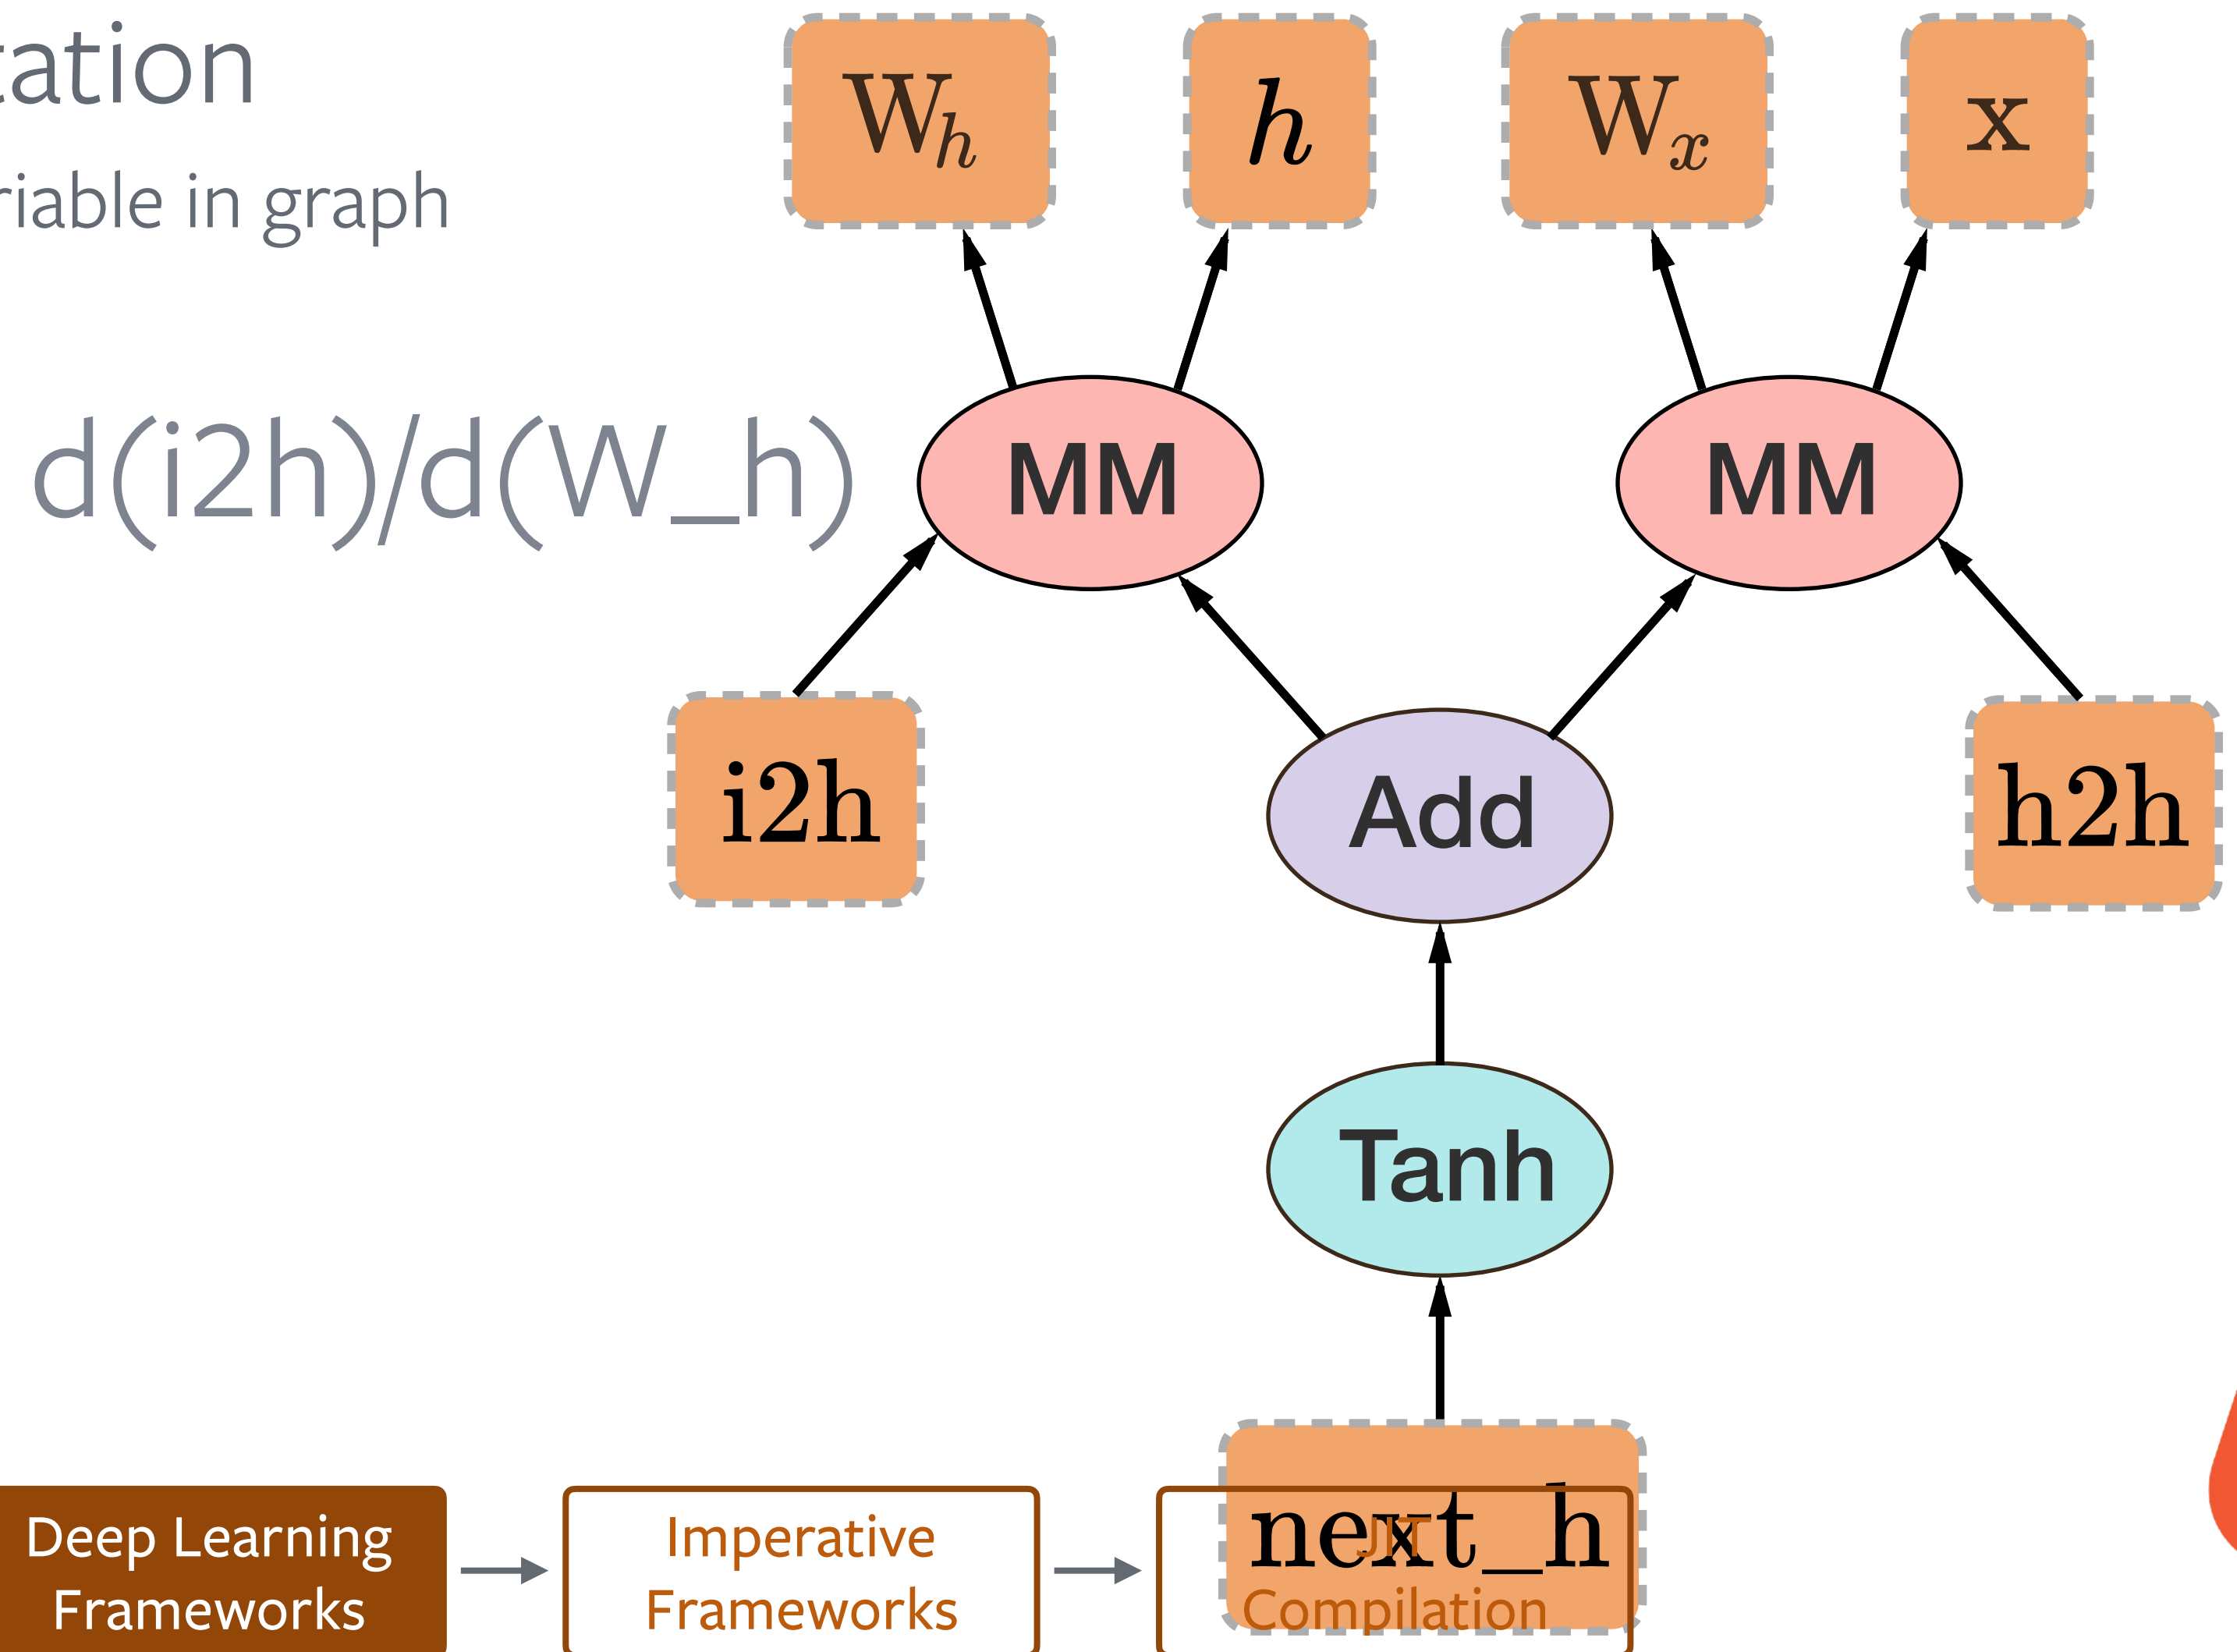 tation
riable in graph
W_h
h
W_x
x
d(i2h)/d(W_h)
MM
MM
i2h
Add
h2h
Tanh
next_h
Deep Learning
Frameworks
Imperative
Frameworks
JIT
Compilation